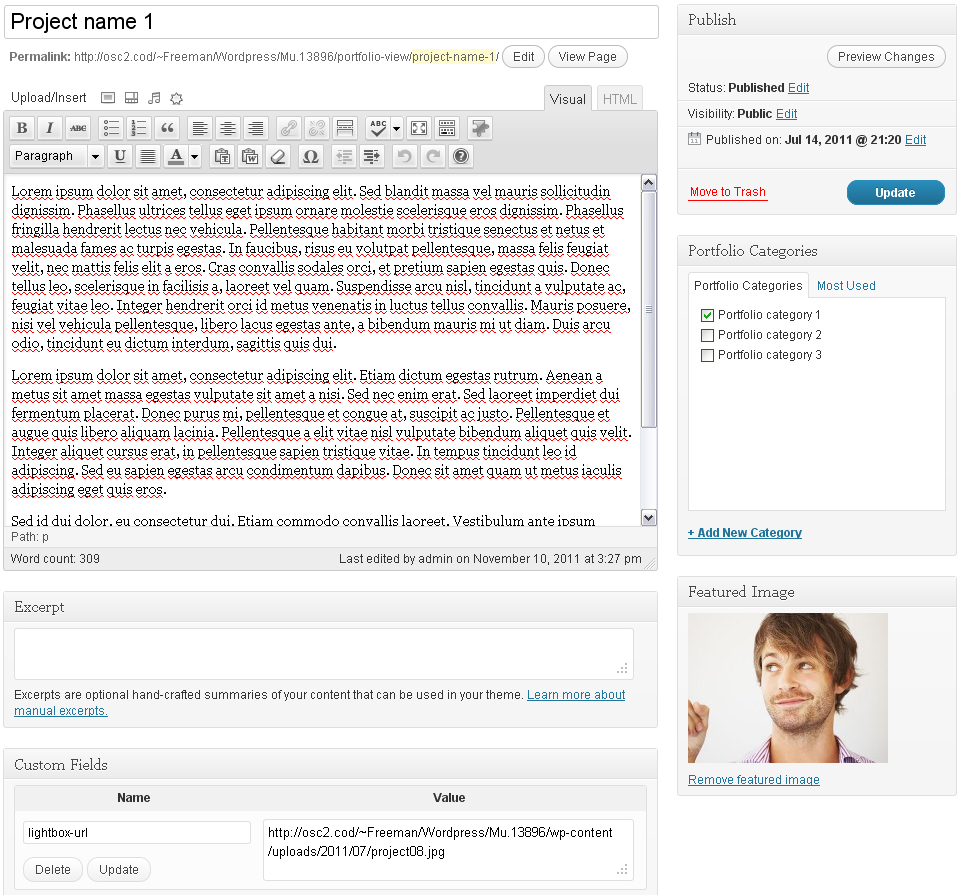 Project name 1
Permalink: http://osc2.cod/~Freeman/Wordpress/Mu.13896/portfolio-view/project-name-1/ Edit View Page
Upload/Insert Visual HTML
B I ABC ABC
Paragraph U A T W Ω ?
Lorem ipsum dolor sit amet, consectetur adipiscing elit. Sed blandit massa vel mauris sollicitudin
dignissim. Phasellus ultrices tellus eget ipsum ornare molestie scelerisque eros dignissim. Phasellus
fringilla hendrerit lectus nec vehicula. Pellentesque habitant morbi tristique senectus et netus et
malesuada fames ac turpis egestas. In faucibus, risus eu volutpat pellentesque, massa felis feugiat
velit, nec mattis felis elit a eros. Cras convallis sodales orci, et pretium sapien egestas quis. Donec
tellus leo, scelerisque in facilisis a, laoreet vel quam. Suspendisse arcu nisl, tincidunt a vulputate ac,
feugiat vitae leo. Integer hendrerit orci id metus venenatis in luctus tellus convallis. Mauris posuere,
nisi vel vehicula pellentesque, libero lacus egestas ante, a bibendum mauris mi ut diam. Duis arcu
odio, tincidunt eu dictum interdum, sagittis quis dui.
Lorem ipsum dolor sit amet, consectetur adipiscing elit. Etiam dictum egestas rutrum. Aenean a
metus sit amet massa egestas vulputate sit amet a nisi. Sed nec enim erat. Sed laoreet imperdiet dui
fermentum placerat. Donec purus mi, pellentesque et congue at, suscipit ac justo. Pellentesque et
augue quis libero aliquam lacinia. Pellentesque a elit vitae nisl vulputate bibendum aliquet quis velit.
Integer aliquet cursus erat, in pellentesque sapien tristique vitae. In tempus tincidunt leo id
adipiscing. Sed eu sapien egestas arcu condimentum dapibus. Donec sit amet quam ut metus iaculis
adipiscing eget quis eros.
Sed id dui dolor, eu consectetur dui. Etiam commodo convallis laoreet. Vestibulum ante ipsum
Path: p
Word count: 309 Last edited by admin on November 10, 2011 at 3:27 pm
Excerpt
Excerpts are optional hand-crafted summaries of your content that can be used in your theme. Learn more about
manual excerpts.
Custom Fields
Name Value
lightbox-url
http://osc2.cod/~Freeman/Wordpress/Mu.13896/wp-content
/uploads/2011/07/project08.jpg
Delete Update
Publish
Preview Changes
Status: Published Edit
Visibility: Public Edit
Published on: Jul 14, 2011 @ 21:20 Edit
Move to Trash Update
Portfolio Categories
Portfolio Categories Most Used
Portfolio category 1
Portfolio category 2
Portfolio category 3
+ Add New Category
Featured Image
Remove featured image